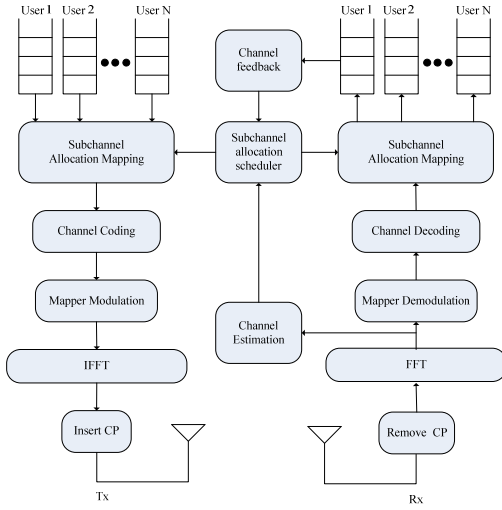 User 1 User 2 User N
User 1 User 2 User N
Channel
feedback
Subchannel
Allocation Mapping
Subchannel
allocation
scheduler
Subchannel
Allocation Mapping
Channel Coding
Channel Decoding
Mapper Modulation
Mapper Demodulation
Channel
Estimation
IFFT
FFT
Insert CP
Remove CP
Tx
Rx